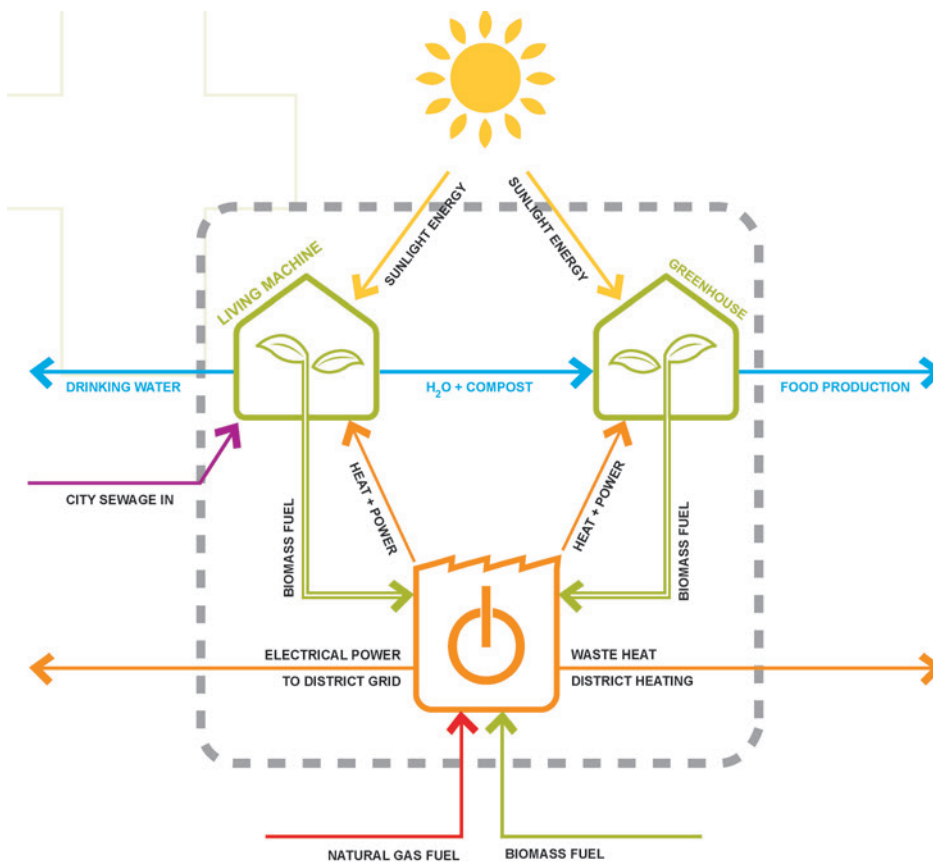 SUNLIGHT ENERGY
SUNLIGHT ENERGY
LIVING MACHINE
GREENHOUSE
DRINKING WATER
H₂O + COMPOST
FOOD PRODUCTION
CITY SEWAGE IN
HEAT + POWER
HEAT + POWER
BIOMASS FUEL
BIOMASS FUEL
ELECTRICAL POWER
TO DISTRICT GRID
WASTE HEAT
DISTRICT HEATING
NATURAL GAS FUEL
BIOMASS FUEL